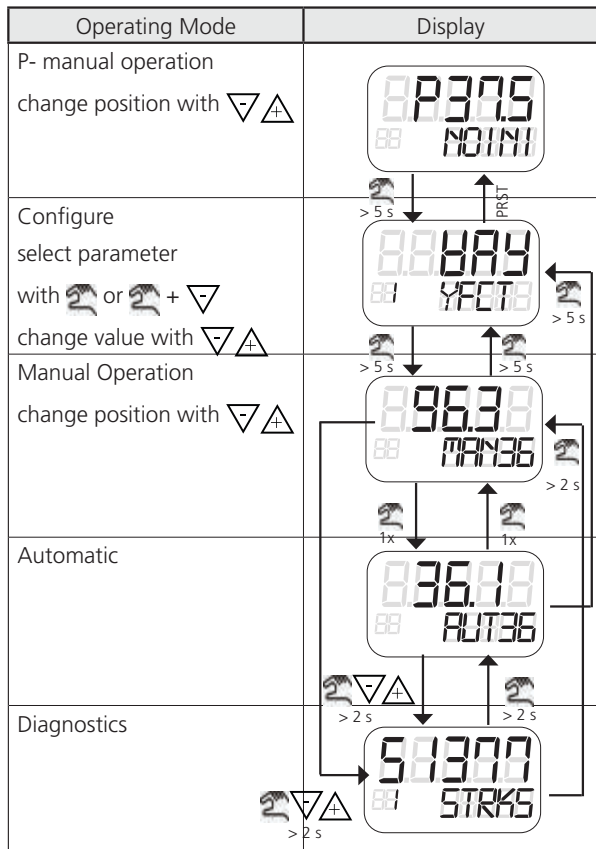 Operating Mode
Display
P- manual operation
change position with - +
P37.5
NOINI
> 5 s
PRST
Configure
select parameter
with or + -
change value with - +
WAY
1 YFCT
> 5 s
> 5 s
> 5 s
Manual Operation
change position with - +
96.3
MAN36
> 2 s
1x
1x
Automatic
36.1
AUT36
- +
> 2 s
> 2 s
Diagnostics
51377
1 STRKS
- +
> 2 s